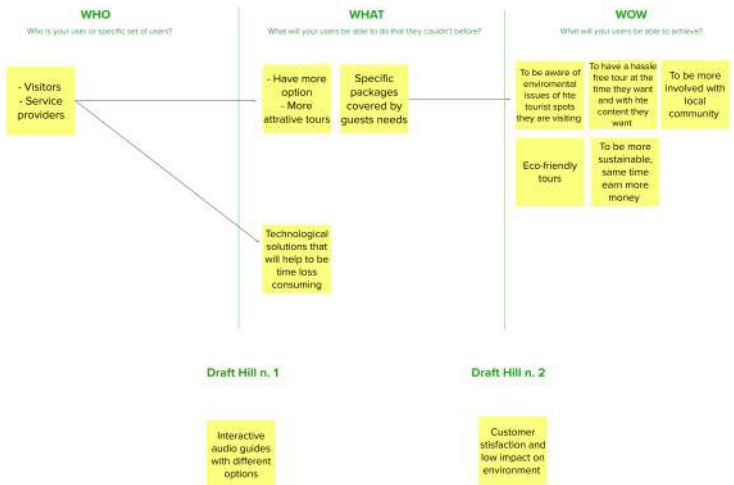 WHO
Who is your user or specific set of users?
WHAT
What will your users be able to do that they couldn't before?
WOW
What will your users be able to achieve?
- Visitors
- Service
providers
- Have more
option
- More
attrative tours
Specific
packages
covered by
guests needs
To be aware of
enviromental
issues of hte
tourist spots
they are visiting
To have a hassle
free tour at the
time they want
and with hte
content they
want
To be more
involved with
local
community
Eco-friendly
tours
To be more
sustainable,
same time
earn more
money
Technological
solutions that
will help to be
time loss
consuming
Draft Hill n. 1
Draft Hill n. 2
Interactive
audio guides
with different
options
Customer
stisfaction and
low impact on
environment